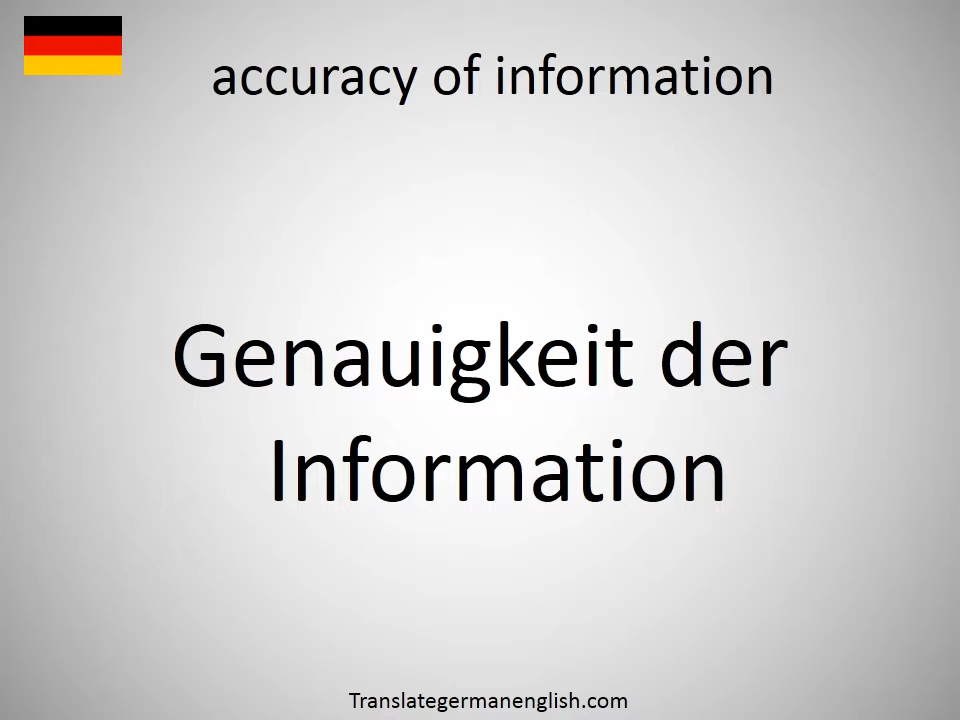 accuracy of information
Genauigkeit der
Information
Translategermanenglish.com